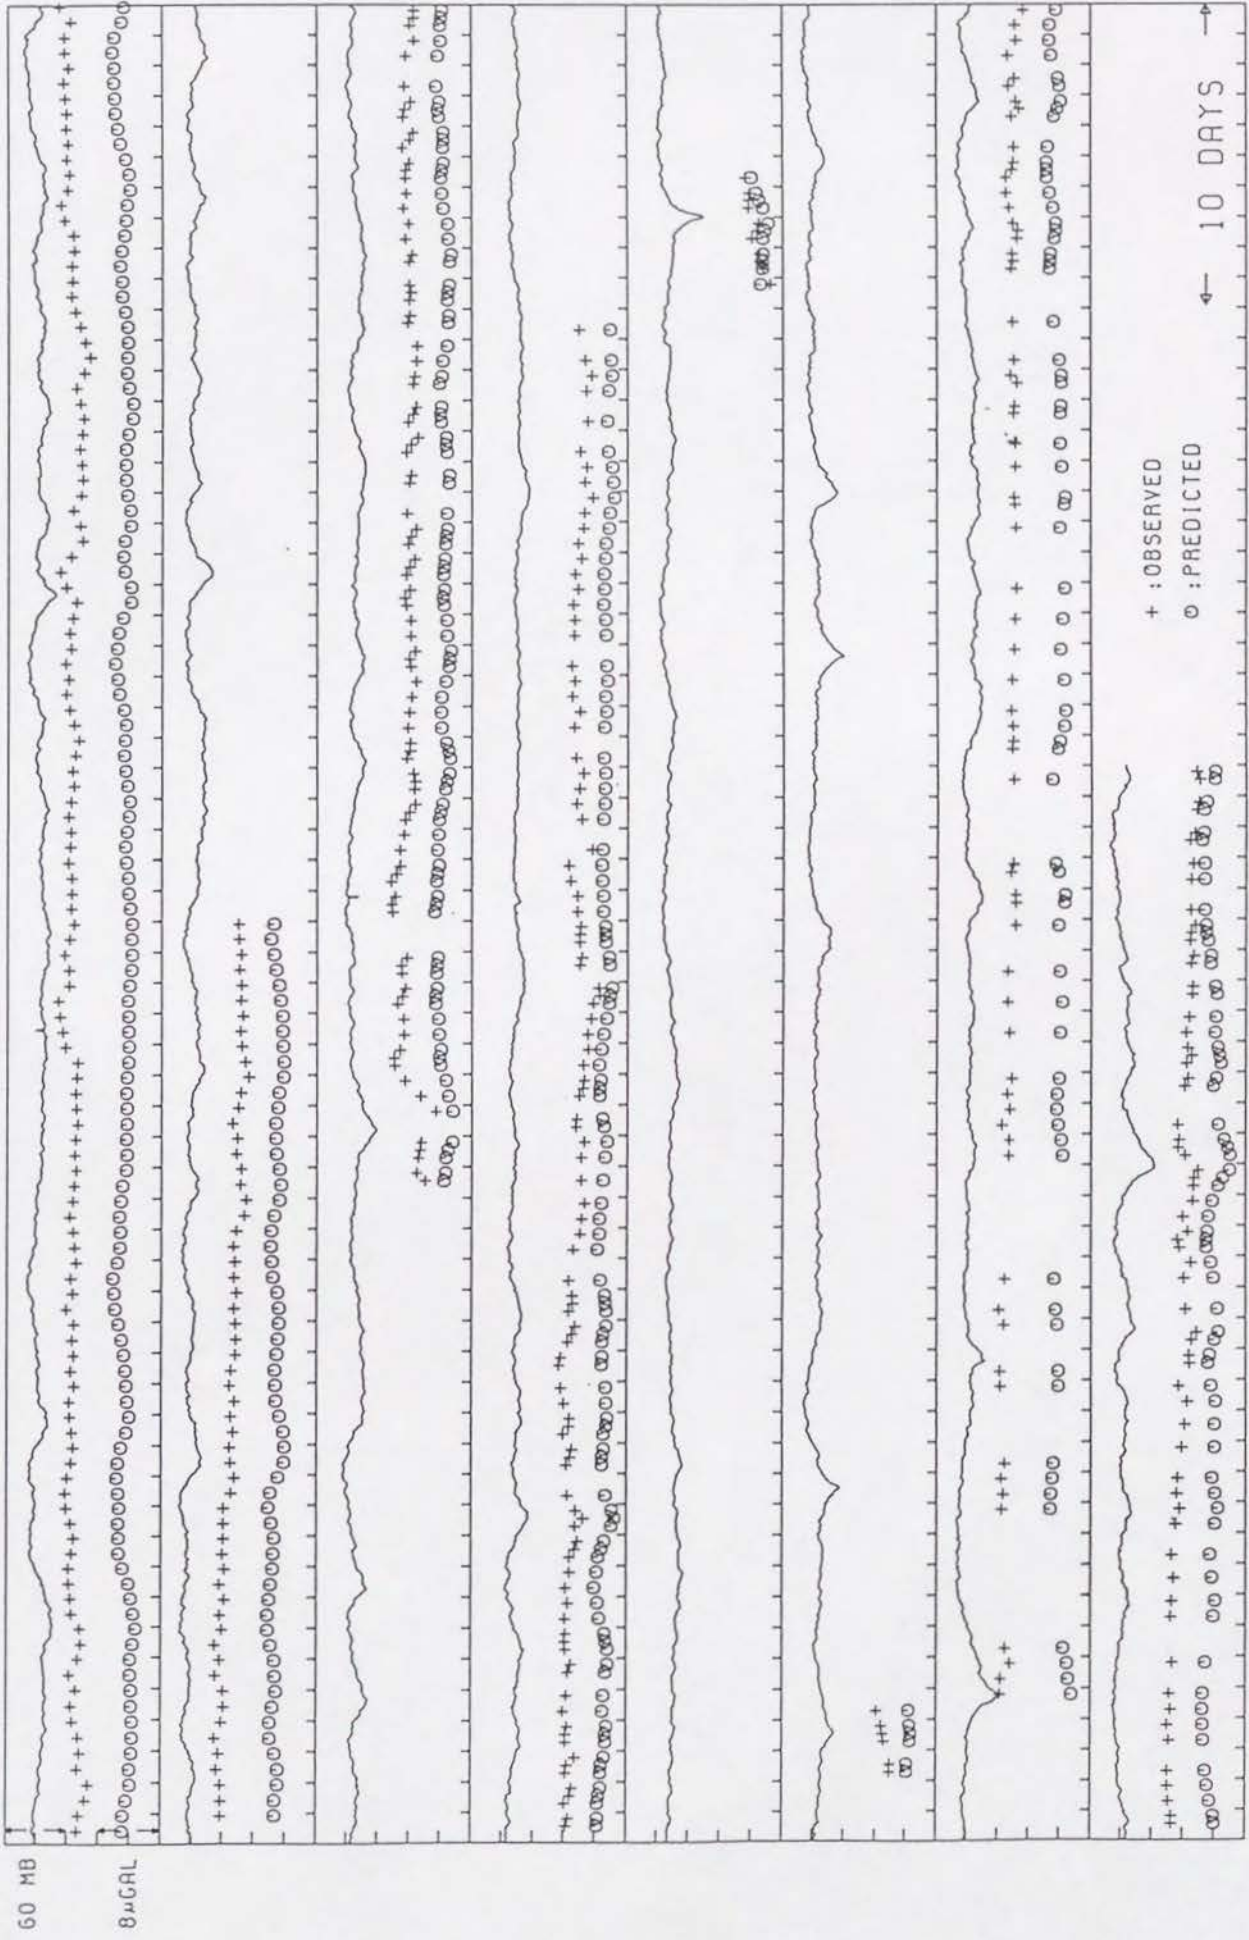 60 MB
8μGAL
+ :OBSERVED
O :PREDICTED
← 10 DAYS →